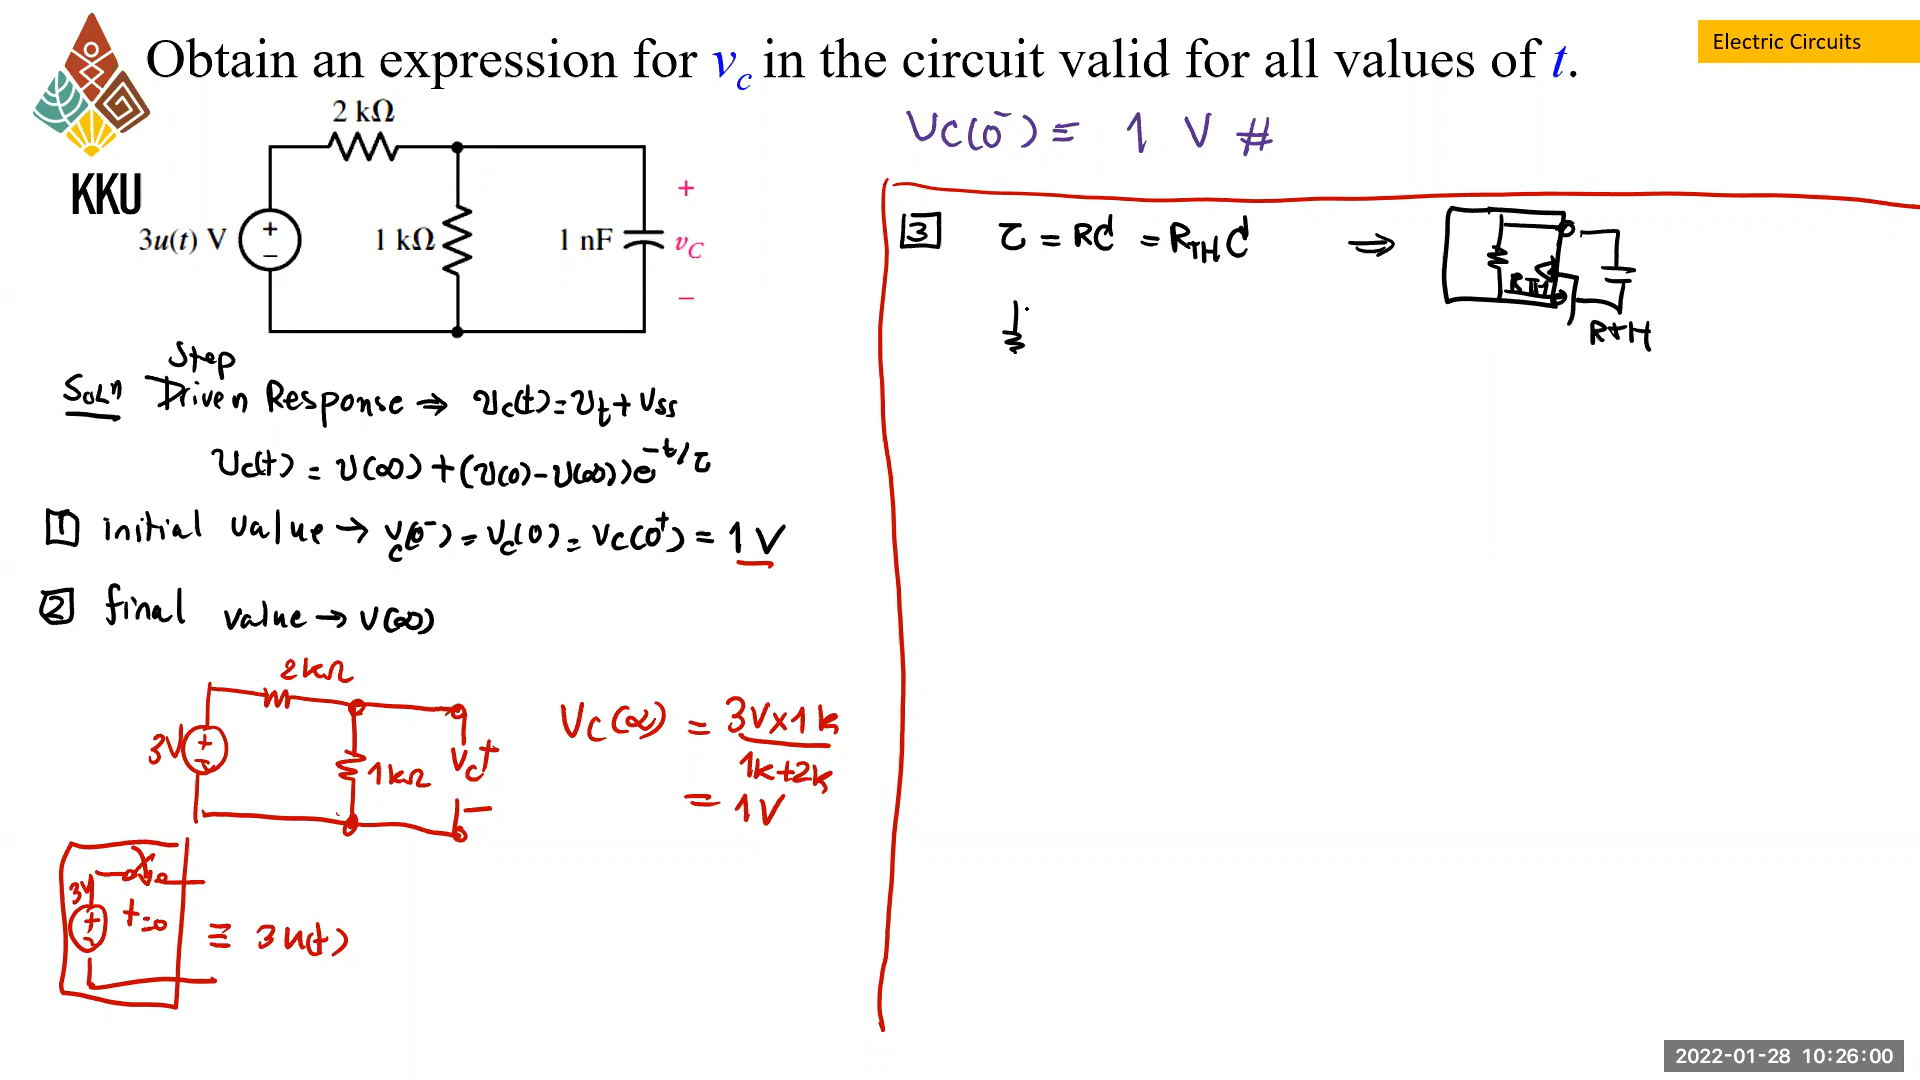 Electric Circuits
Obtain an expression for vc in the circuit valid for all values of t.
KKU
2 kΩ
3u(t) V
+
−
1 kΩ
1 nF
+
vC
−
VC(0⁻) = 1 V #
Step
Solⁿ Driven Response ⇒ vc(t) = vt + vss
vc(t) = v(∞) + (v(0) − v(∞))e^−t/τ
1 initial value → vc(0⁻) = vc(0) = vc(0⁺) = 1 V
2 final value → v(∞)
2kΩ
3V
+
−
1kΩ
Vc +
−
Vc(∞) = 3V×1k
1k+2k
= 1V
3V
+
−
t=0
≡ 3u(t)
3 τ = RC = RTH C ⇒
RTH
RTH
2022-01-28 10:26:00